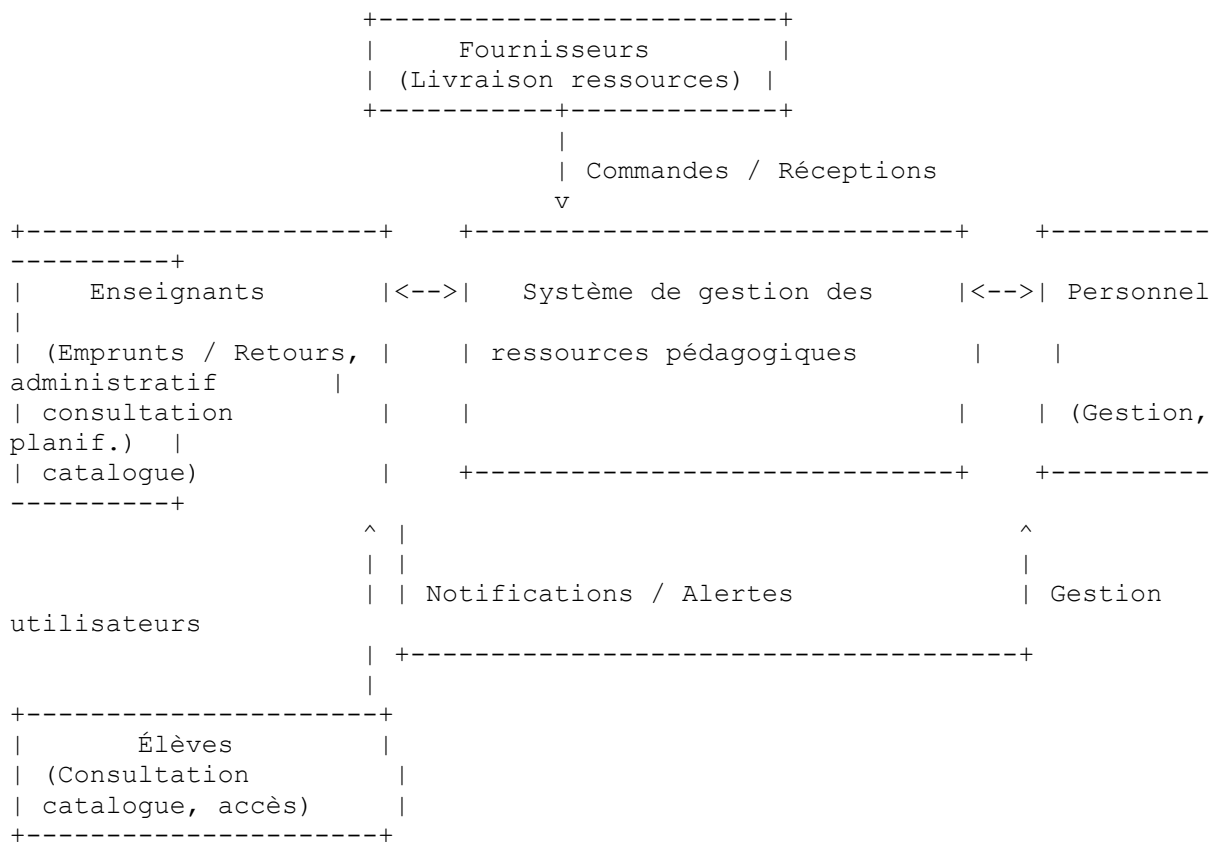 Fournisseurs
(Livraison ressources)
Commandes / Réceptions
Enseignants <--> Système de gestion des <--> Personnel
(Emprunts / Retours, ressources pédagogiques
administratif
consultation (Gestion,
planif.)
catalogue)
Notifications / Alertes Gestion
utilisateurs
Élèves
(Consultation
catalogue, accès)